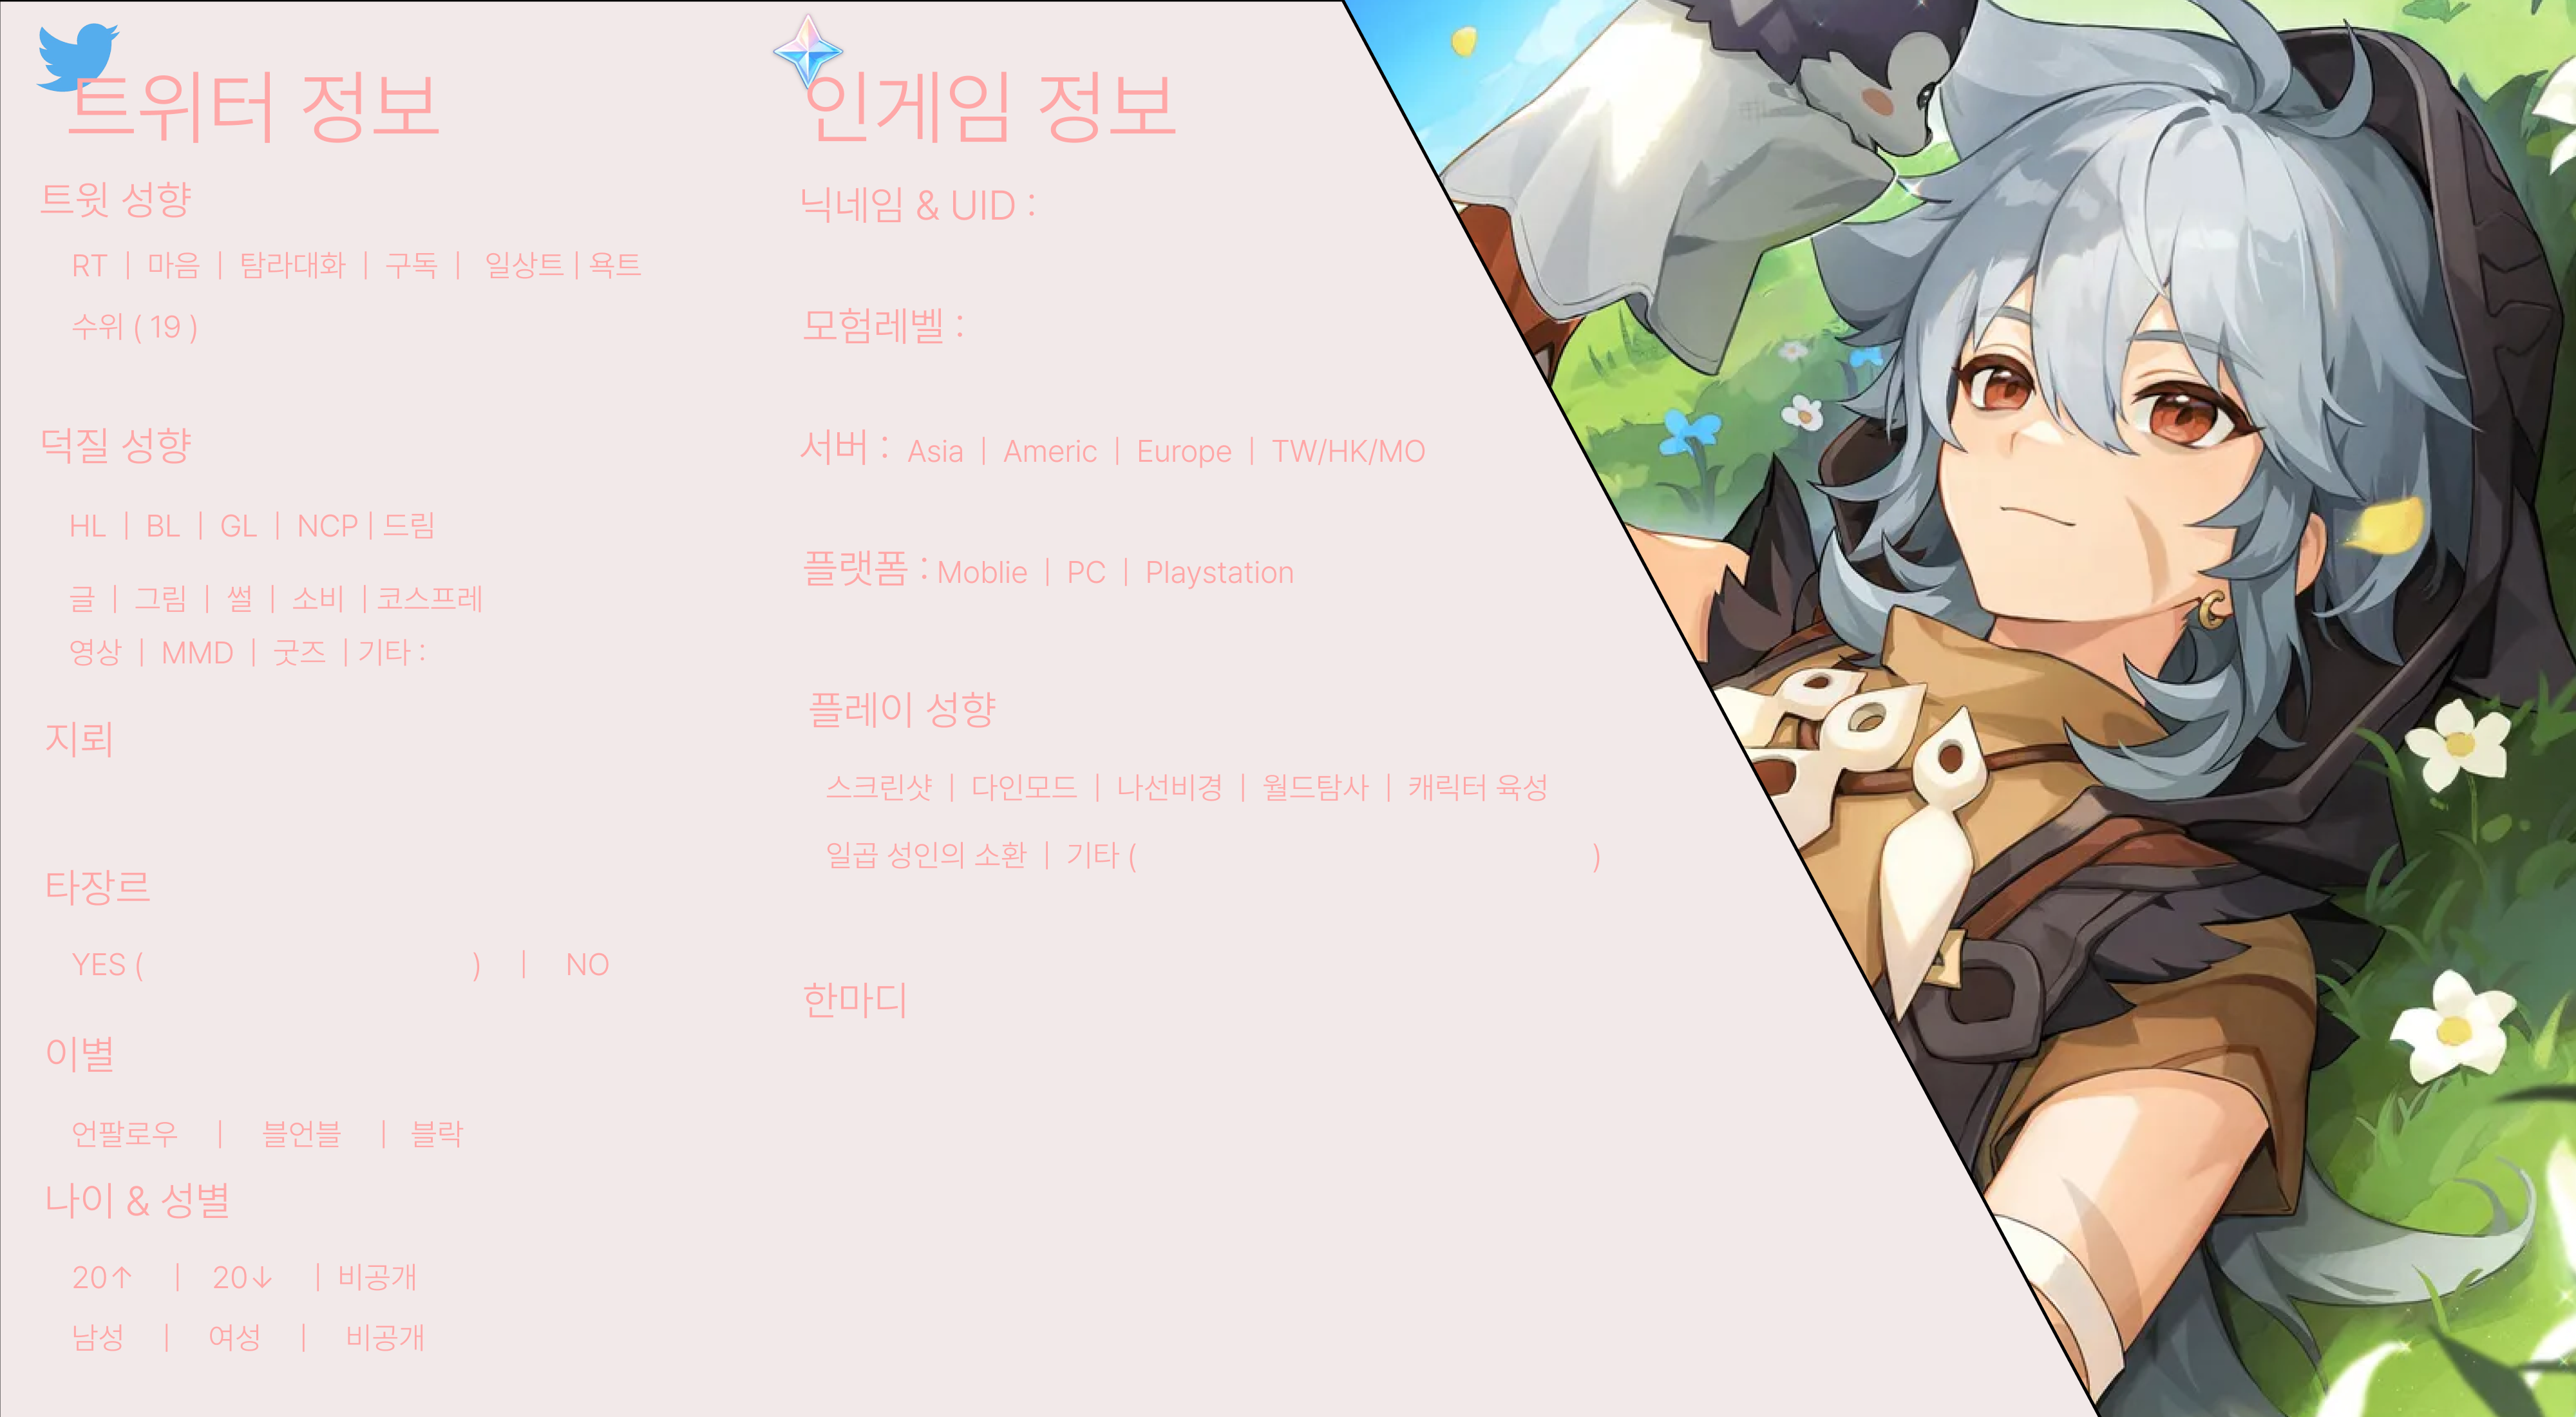 트위터 정보
트윗 성향
RT | 마음 | 탐라대화 | 구독 | 일상트 | 욕트
수위 ( 19 )
덕질 성향
HL | BL | GL | NCP | 드림
글 | 그림 | 썰 | 소비 | 코스프레
영상 | MMD | 굿즈 | 기타 :
지뢰
타장르
YES ( ) | NO
이별
언팔로우 | 블언블 | 블락
나이 & 성별
20↑ | 20↓ | 비공개
남성 | 여성 | 비공개
인게임 정보
닉네임 & UID :
모험레벨 :
서버 : Asia | Americ | Europe | TW/HK/MO
플랫폼 : Moblie | PC | Playstation
플레이 성향
스크린샷 | 다인모드 | 나선비경 | 월드탐사 | 캐릭터 육성
일곱 성인의 소환 | 기타 ( )
한마디